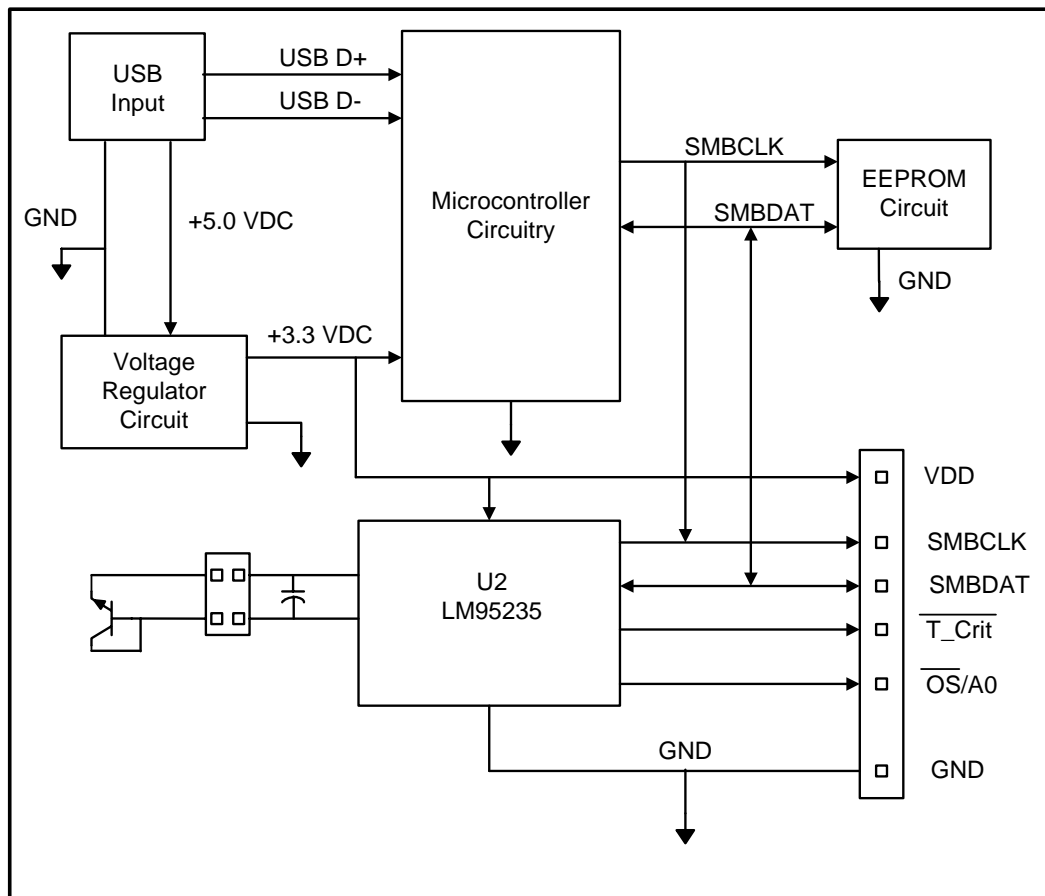 USB
Input
USB D+
USB D-
Microcontroller
Circuitry
SMBCLK
SMBDAT
EEPROM
Circuit
GND
GND
+5.0 VDC
+3.3 VDC
Voltage
Regulator
Circuit
U2
LM95235
VDD
SMBCLK
SMBDAT
T_Crit
OS/A0
GND
GND